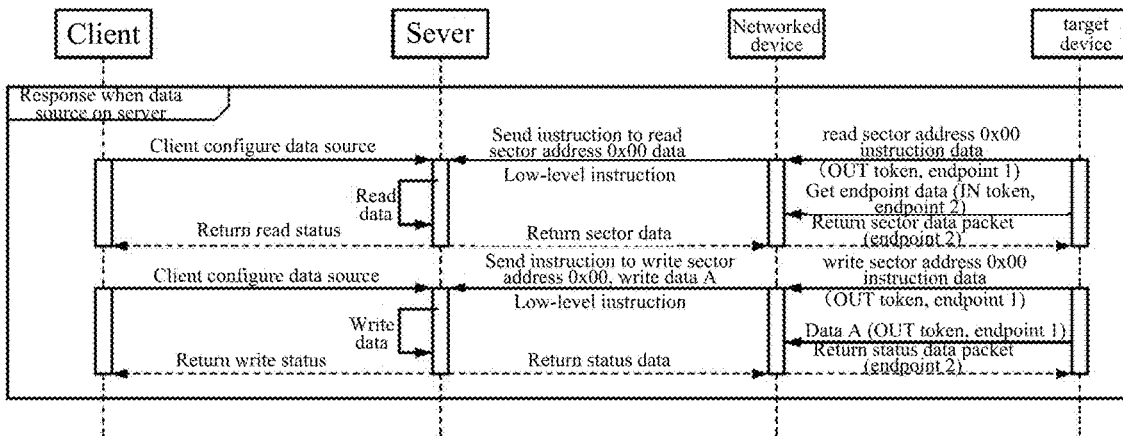 Client
Sever
Networked
device
target
device
Response when data
source on server
Client configure data source
Send instruction to read
sector address 0x00 data
read sector address 0x00
instruction data
(OUT token, endpoint 1)
Low-level instruction
Read
data
Get endpoint data (IN token,
endpoint 2)
Return read status
Return sector data
Return sector data packet
(endpoint 2)
Client configure data source
Send instruction to write sector
address 0x00, write data A
write sector address 0x00
instruction data
(OUT token, endpoint 1)
Low-level instruction
Write
data
Data A (OUT token, endpoint 1)
Return write status
Return status data
Return status data packet
(endpoint 2)